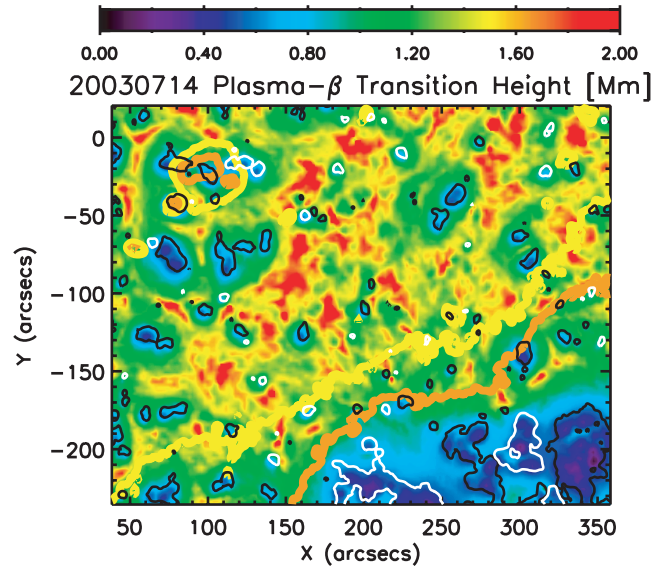 0.00 0.40 0.80 1.20 1.60 2.00
20030714 Plasma-β Transition Height [Mm]
0
−50
−100
−150
−200
Y (arcsecs)
50 100 150 200 250 300 350
X (arcsecs)